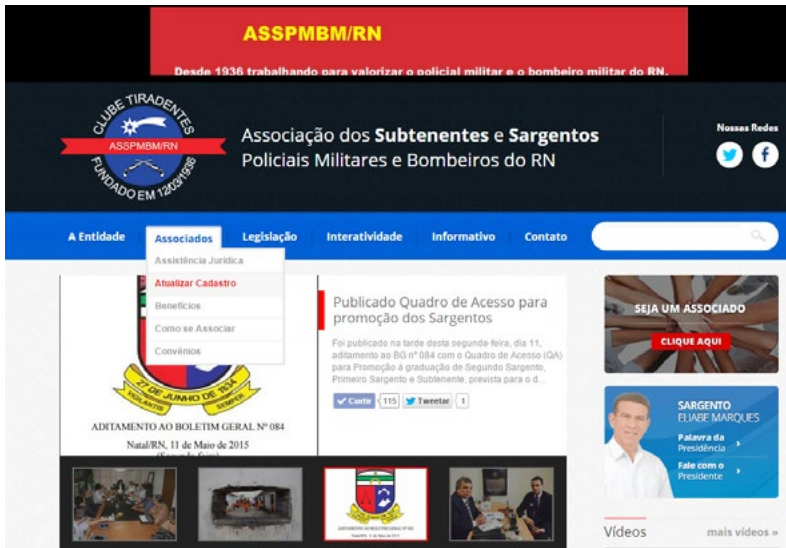 ASSPMBM/RN
Desde 1936 trabalhando para valorizar o policial militar e o bombeiro militar do RN.
CLUBE TIRADENTES
ASSPMBM/RN
FUNDADO EM 12/03/1936
Associação dos Subtenentes e Sargentos
Policiais Militares e Bombeiros do RN
Nossas Redes
A Entidade Associados Legislação Interatividade Informativo Contato
Assistência Jurídica
Atualizar Cadastro
Benefícios
Como se Associar
Convênios
27 DE JUNHO DE 1834
VIGILANTIS SEMPER
ADITAMENTO AO BOLETIM GERAL Nº 084
Natal/RN, 11 de Maio de 2015
(Segunda-feira)
Publicado Quadro de Acesso para
promoção dos Sargentos
Foi publicado na tarde desta segunda-feira, dia 11,
aditamento ao BG nº 084 com o Quadro de Acesso (QA)
para Promoção à graduação de Segundo Sargento,
Primeiro Sargento e Subtenente, prevista para o d...
Curtir 115 Tweetar 1
SEJA UM ASSOCIADO
CLIQUE AQUI
SARGENTO
ELIABE MARQUES
Palavra da
Presidência
Fale com o
Presidente
Vídeos mais vídeos »